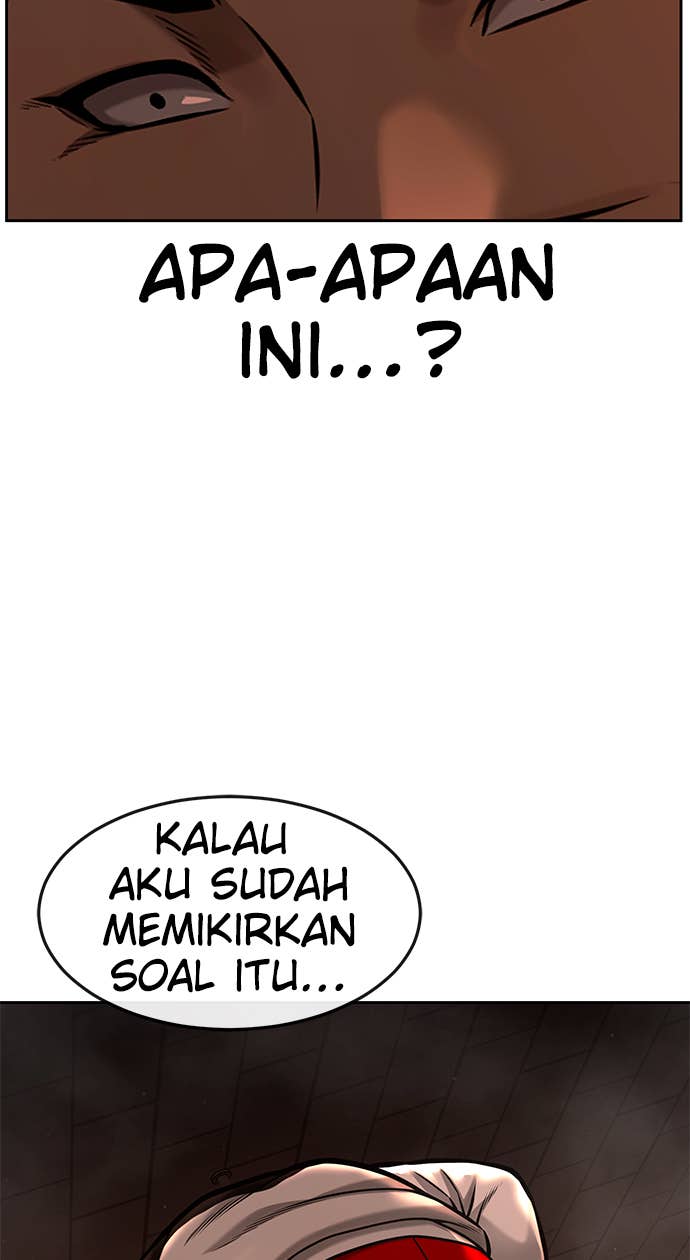 APA-APAAN
INI...?
KALAU
AKU SUDAH
MEMIKIRKAN
SOAL ITU...